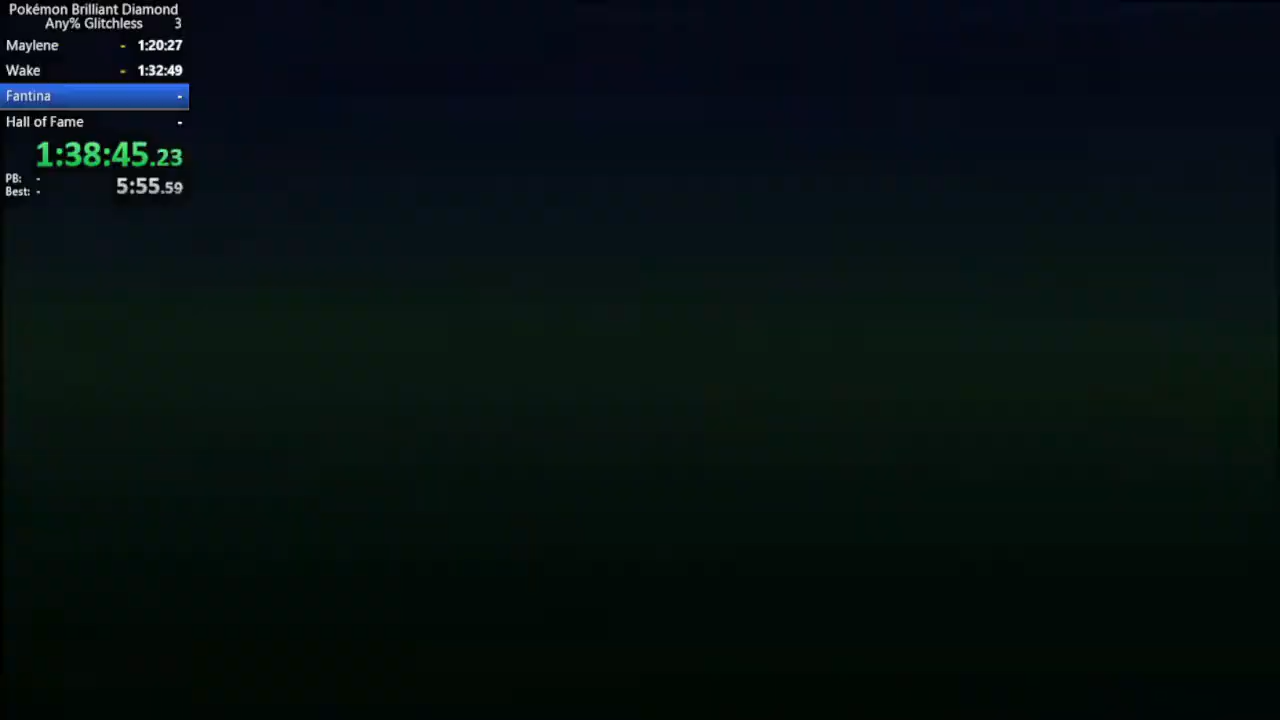 Pokémon Brilliant Diamond
Any% Glitchless 3
Maylene - 1:20:27
Wake - 1:32:49
Fantina -
Hall of Fame -
1:38:45.23
PB: -
Best: - 5:55.59